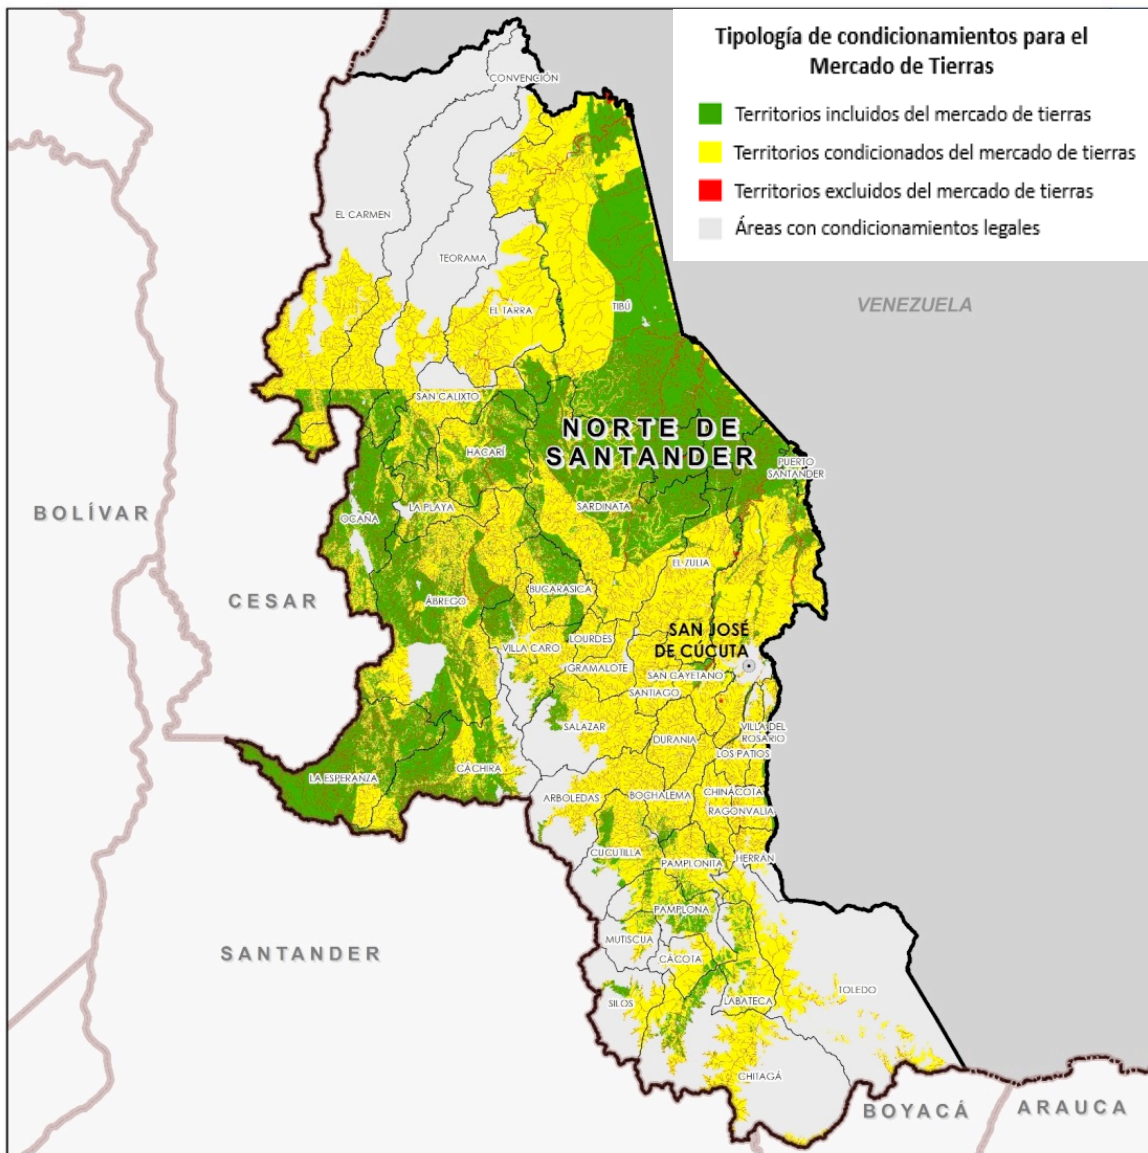 Tipología de condicionamientos para el
Mercado de Tierras
Territorios incluidos del mercado de tierras
Territorios condicionados del mercado de tierras
Territorios excluidos del mercado de tierras
Áreas con condicionamientos legales
CONVENCIÓN
EL CARMEN
TEORAMA
VENEZUELA
EL TARRA
TIBÚ
SAN CALIXTO
NORTE DE
SANTANDER
HACARÍ
PUERTO
SANTANDER
BOLÍVAR
OCAÑA
LA PLAYA
SARDINATA
EL ZULIA
CESAR
ÁBREGO
BUCARASICA
SAN JOSÉ
DE CÚCUTA
VILLA CARO
LOURDES
GRAMALOTE
SAN CAYETANO
SANTIAGO
SALAZAR
DURANIA
VILLA DEL
ROSARIO
LOS PATIOS
LA ESPERANZA
CÁCHIRA
ARBOLEDAS
BOCHALEMA
CHINÁCOTA
RAGONVALIA
CUCUTILLA
PAMPLONITA
HERRÁN
PAMPLONA
SANTANDER
MUTISCUA
CÁCOTA
SILOS
LABATECA
TOLEDO
CHITAGÁ
BOYACÁ
ARAUCA